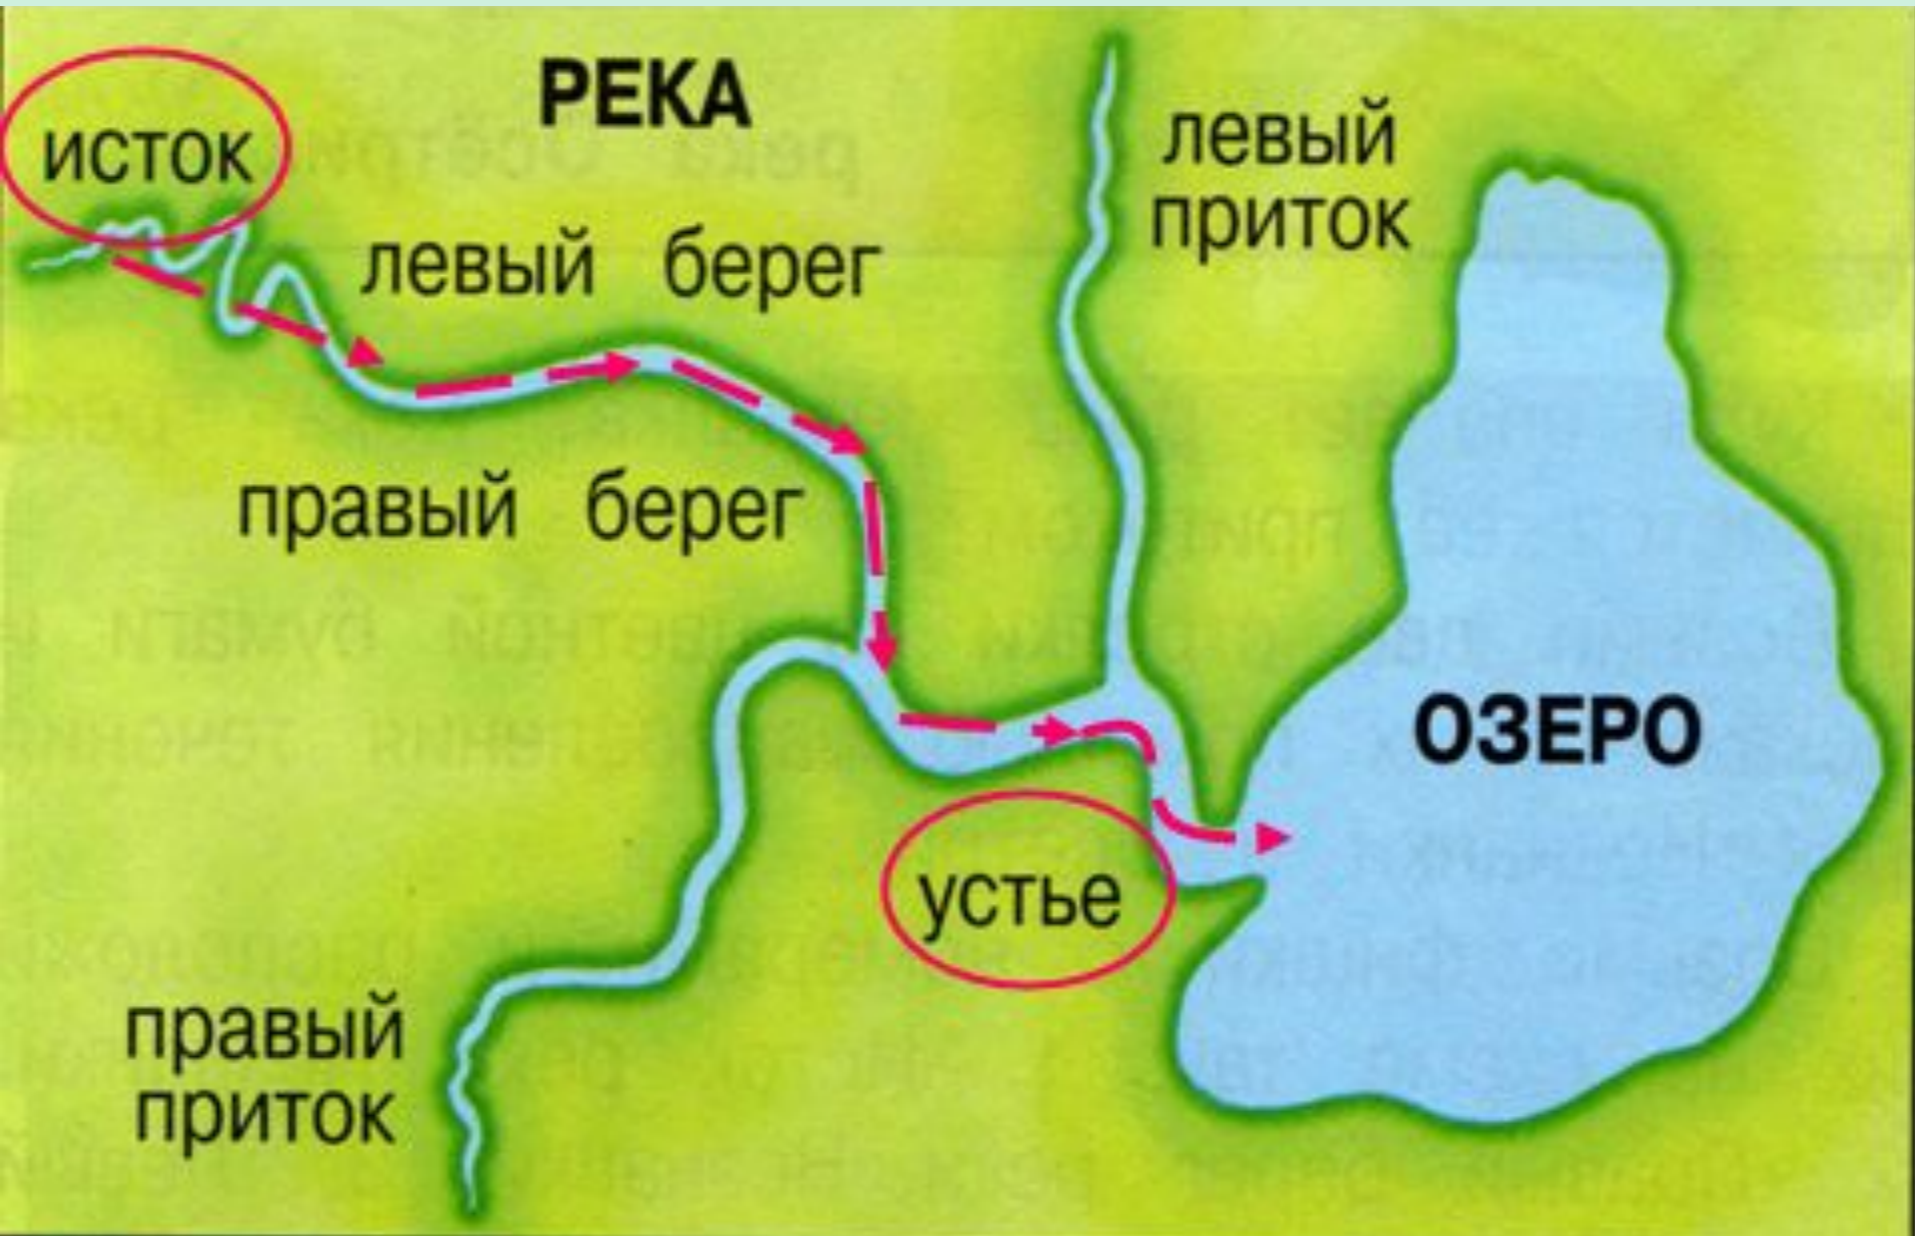 РЕКА
исток
левый
приток
левый берег
правый берег
ОЗЕРО
устье
правый
приток